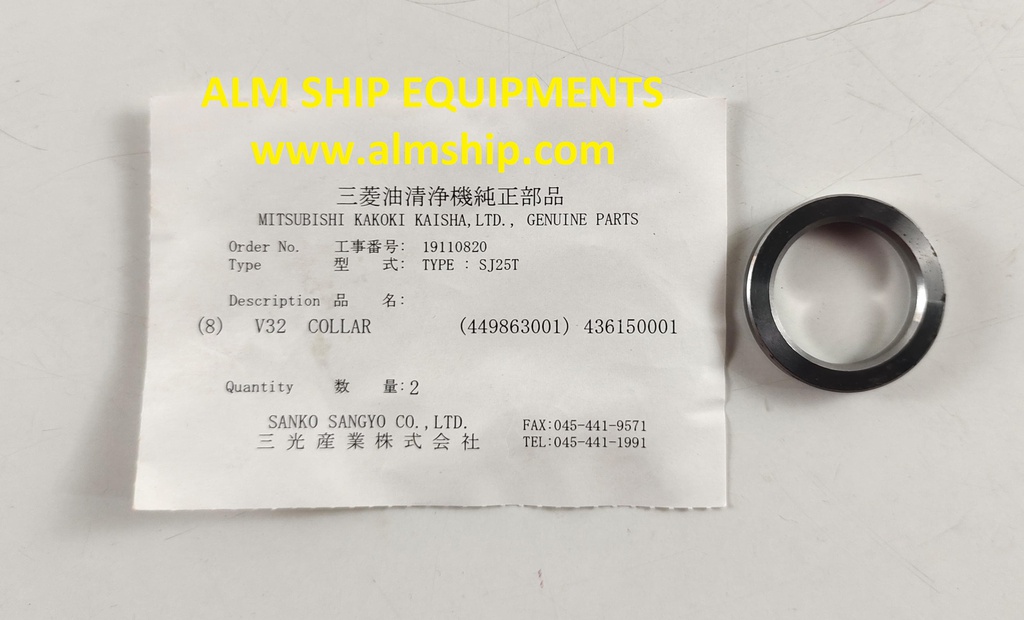 ALM SHIP EQUIPMENTS
www.almship.com
三菱油清浄機純正部品
MITSUBISHI KAKOKI KAISHA,LTD., GENUINE PARTS
Order No. 工事番号: 19110820
Type 型 式: TYPE : SJ25T
Description 品 名:
(8) V32 COLLAR (449863001) 436150001
Quantity 数 量: 2
SANKO SANGYO CO.,LTD. FAX:045-441-9571
三光産業株式会社 TEL:045-441-1991